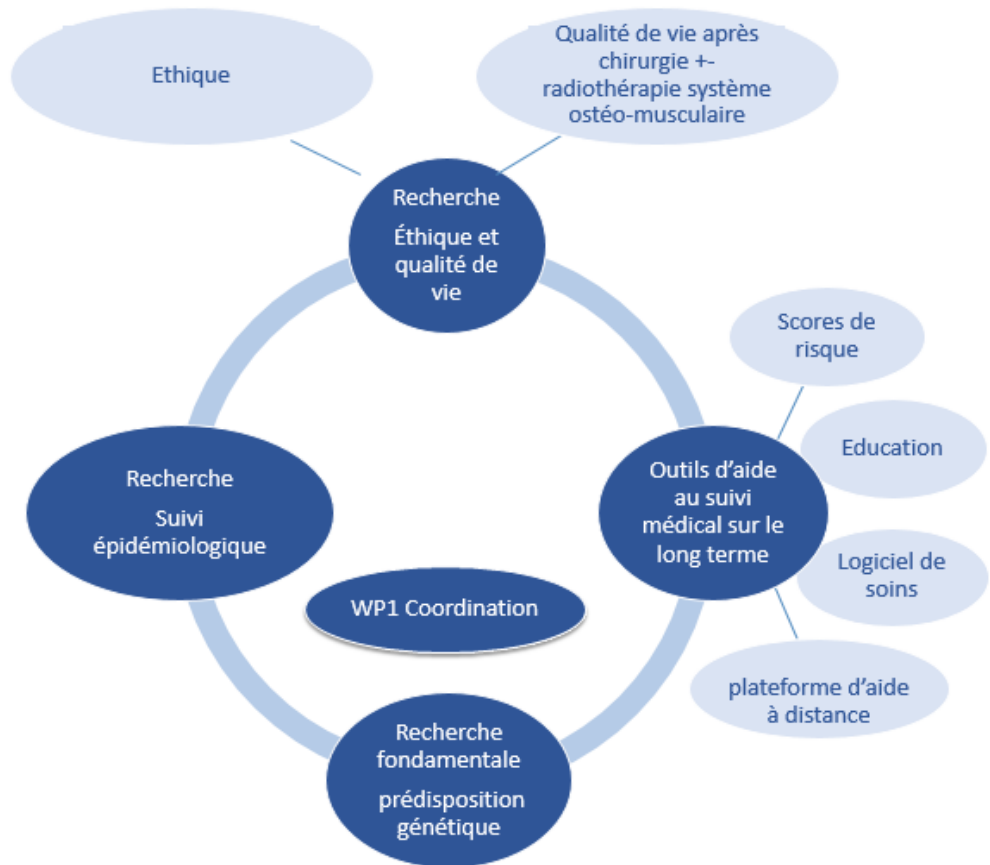 Ethique
Qualité de vie après
chirurgie +-
radiothérapie système
ostéo-musculaire
Recherche
Éthique et
qualité de
vie
Scores de
risque
Education
Outils d’aide
au suivi
médical sur le
long terme
Logiciel de
soins
plateforme d’aide
à distance
Recherche
Suivi
épidémiologique
WP1 Coordination
Recherche
fondamentale
prédisposition
génétique